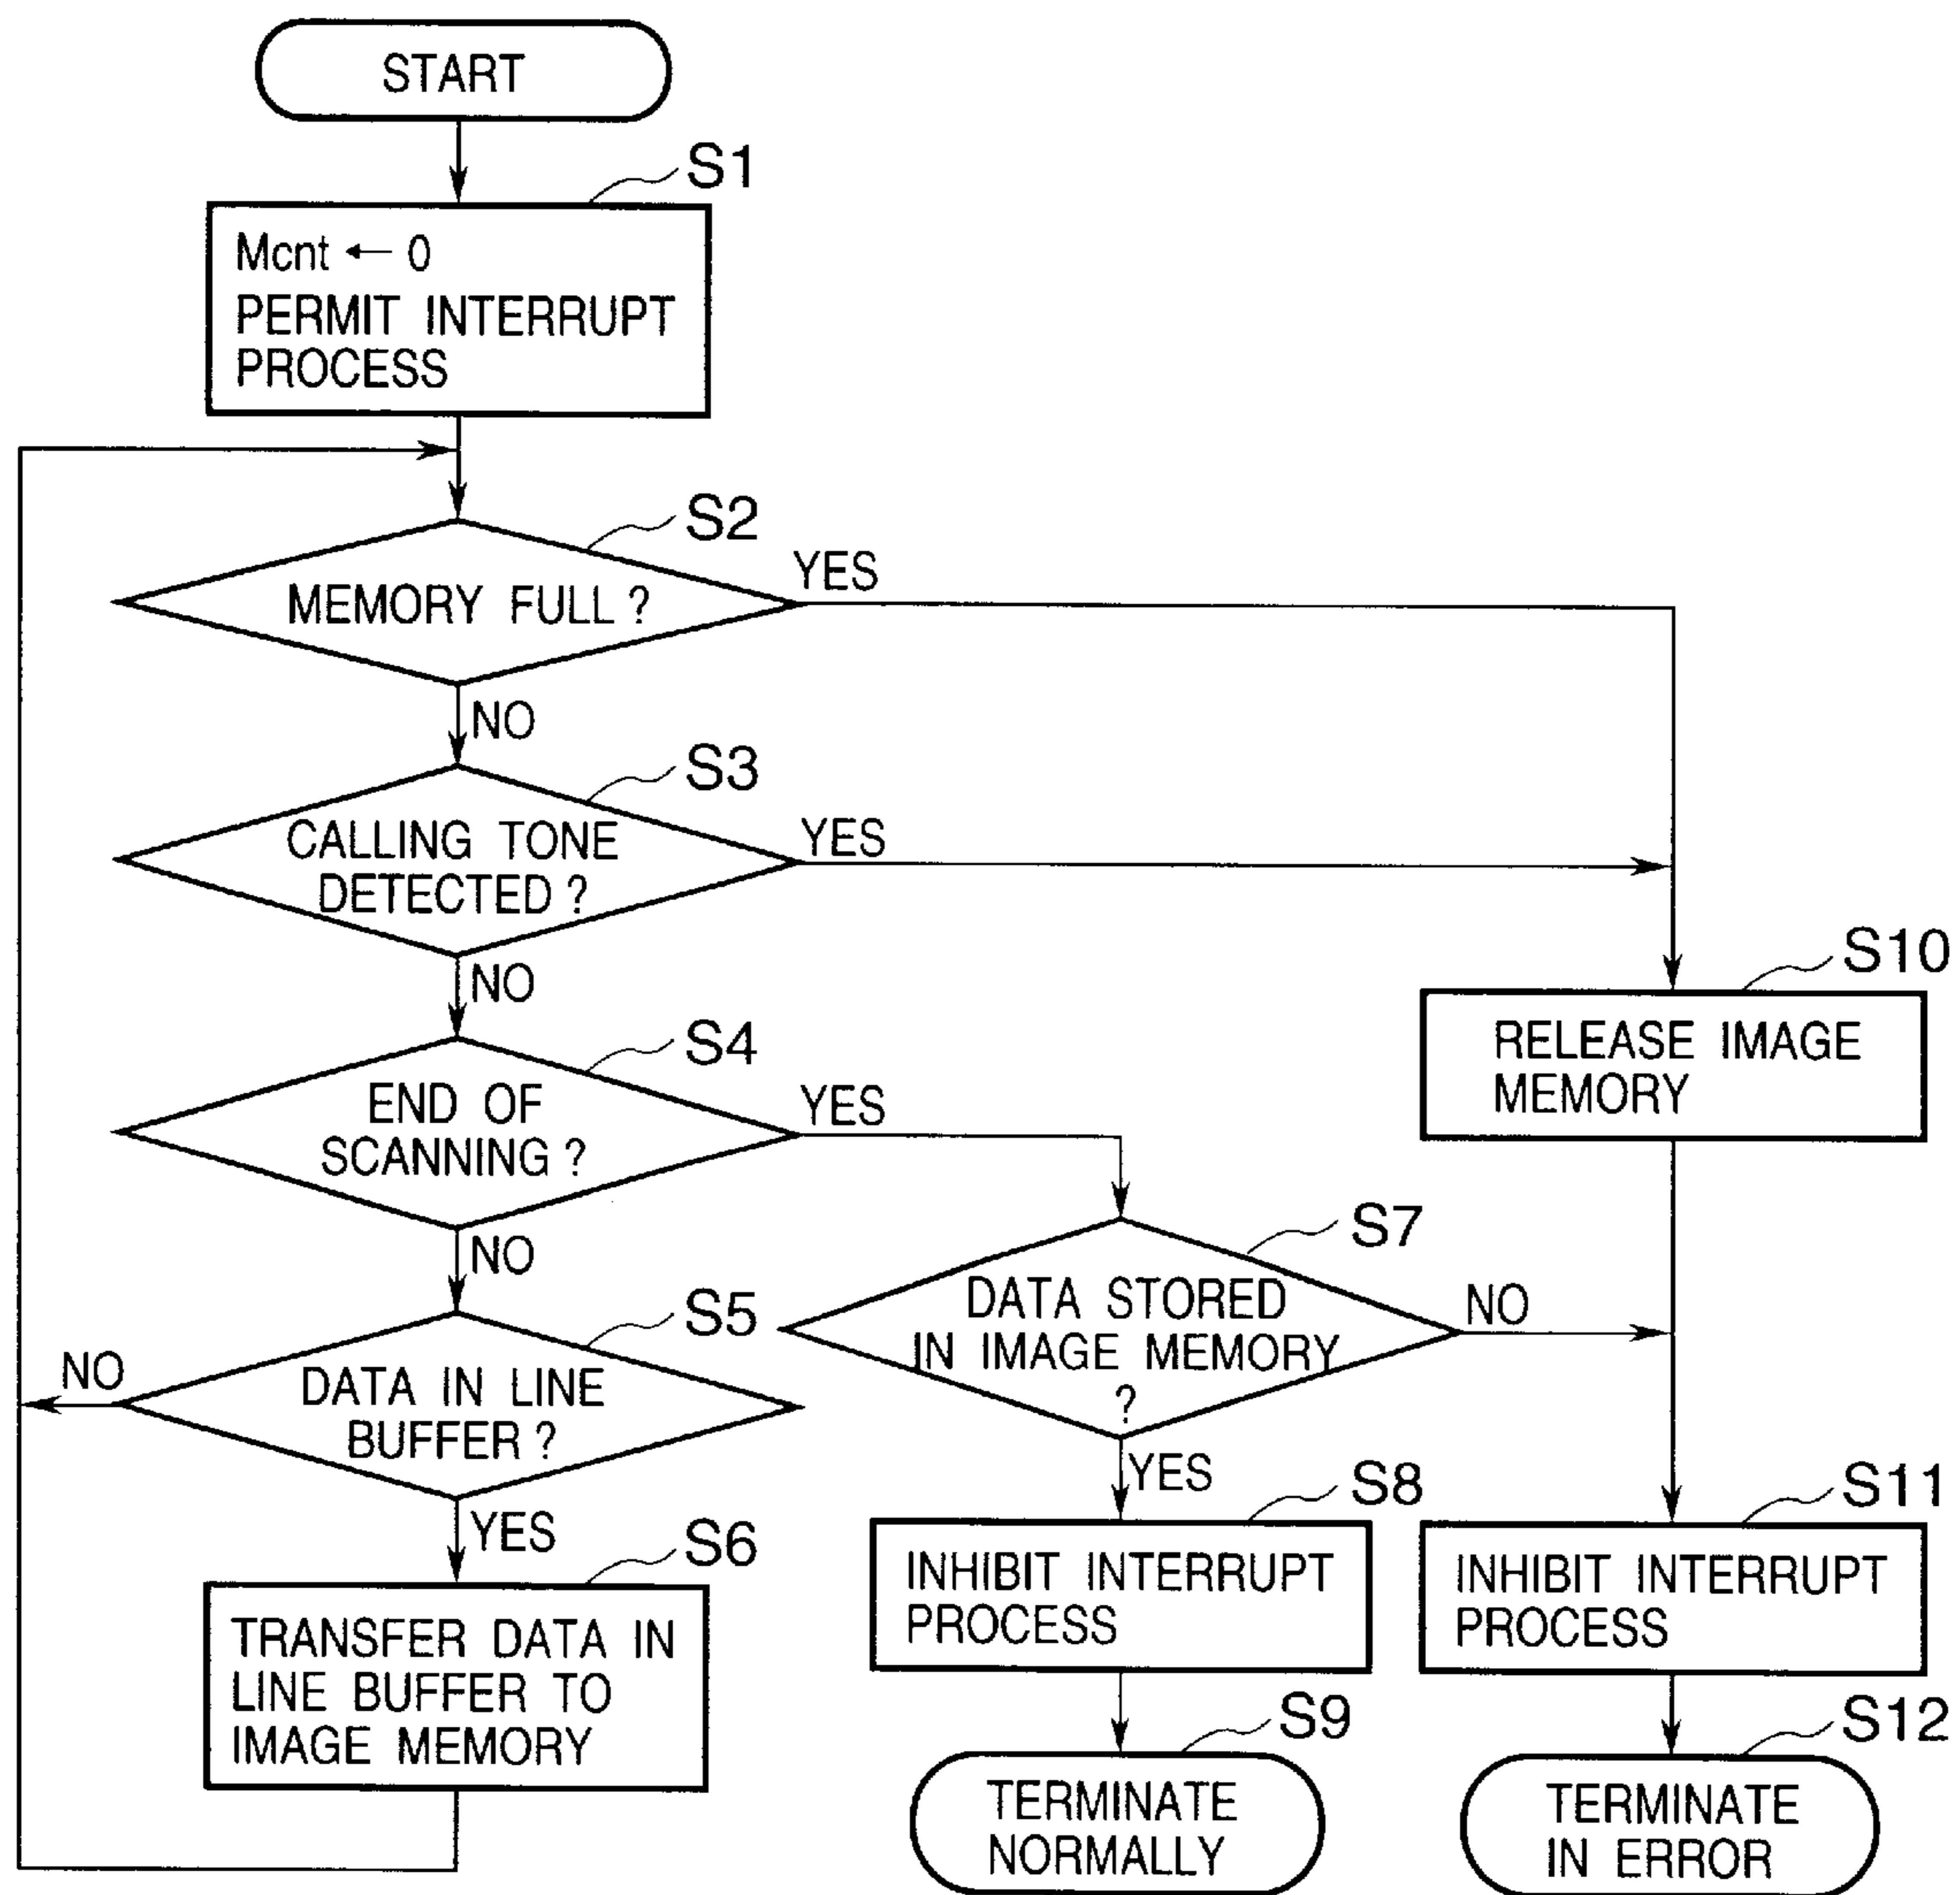 START
S1
Mcnt ← 0
PERMIT INTERRUPT
PROCESS
S2
MEMORY FULL ?
YES
NO
S3
CALLING TONE
DETECTED ?
YES
NO
S4
END OF
SCANNING ?
YES
NO
S5
DATA IN LINE
BUFFER ?
NO
YES
S6
TRANSFER DATA IN
LINE BUFFER TO
IMAGE MEMORY
S7
DATA STORED
IN IMAGE MEMORY
?
NO
YES
S8
INHIBIT INTERRUPT
PROCESS
S9
TERMINATE
NORMALLY
S10
RELEASE IMAGE
MEMORY
S11
INHIBIT INTERRUPT
PROCESS
S12
TERMINATE
IN ERROR